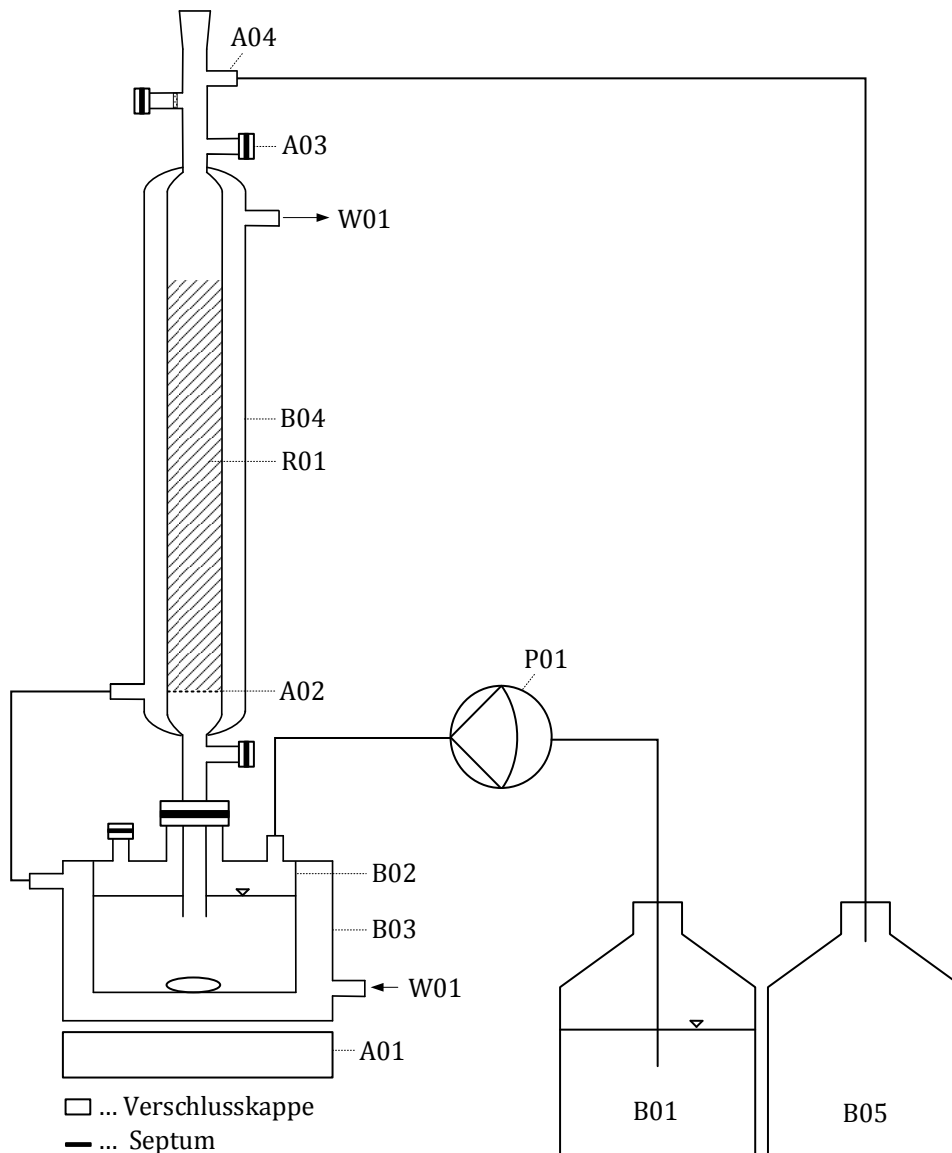 A04
A03
W01
B04
R01
P01
A02
B02
B03
W01
A01
B01
B05
... Verschlusskappe
... Septum